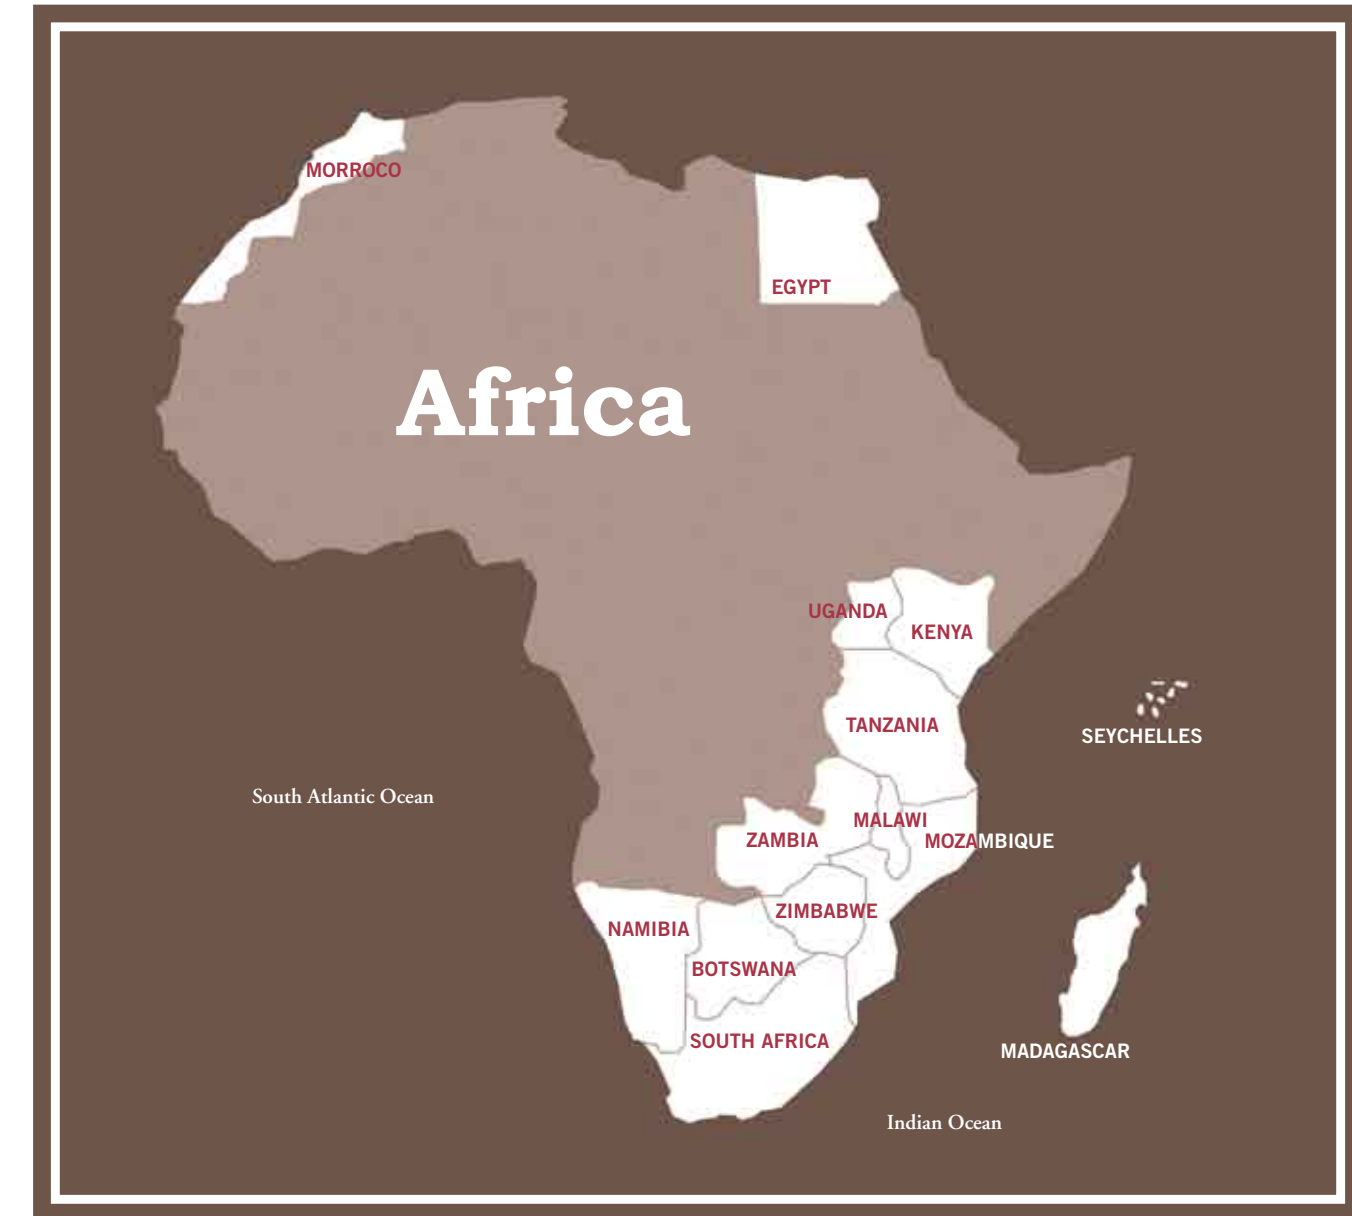 MORROCO
EGYPT
Africa
UGANDA
KENYA
TANZANIA
SEYCHELLES
South Atlantic Ocean
MALAWI
ZAMBIA
MOZAMBIQUE
ZIMBABWE
NAMIBIA
BOTSWANA
SOUTH AFRICA
MADAGASCAR
Indian Ocean